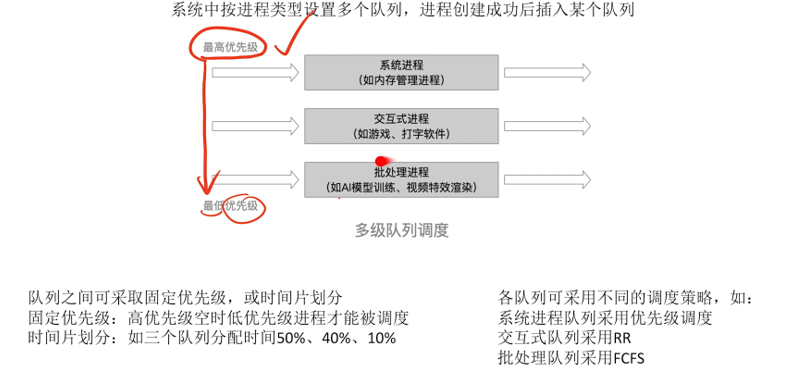 系统中按进程类型设置多个队列，进程创建成功后插入某个队列
最高优先级
系统进程
（如内存管理进程）
交互式进程
（如游戏、打字软件）
批处理进程
（如AI模型训练、视频特效渲染）
最低优先级
多级队列调度
队列之间可采取固定优先级，或时间片划分
固定优先级：高优先级空时低优先级进程才能被调度
时间片划分：如三个队列分配时间50%、40%、10%
各队列可采用不同的调度策略，如：
系统进程队列采用优先级调度
交互式队列采用RR
批处理队列采用FCFS